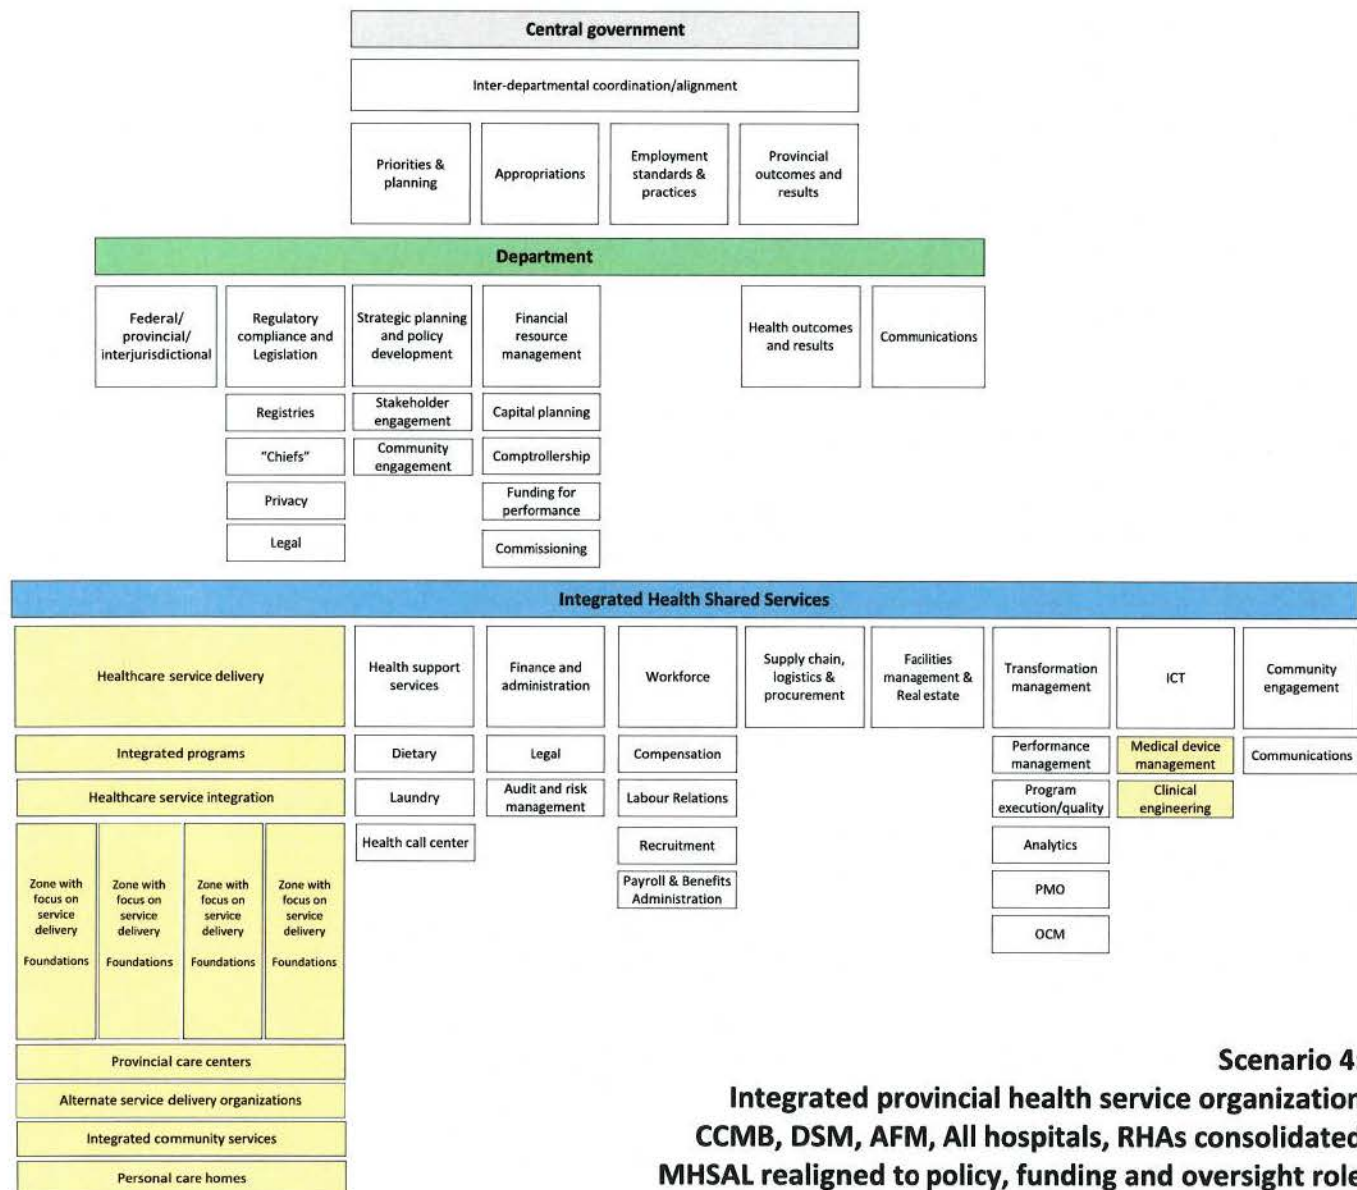 Central government
Inter-departmental coordination/alignment
Priorities &
planning
Appropriations
Employment
standards &
practices
Provincial
outcomes and
results
Department
Federal/
provincial/
interjurisdictional
Regulatory
compliance and
Legislation
Strategic planning
and policy
development
Financial
resource
management
Health outcomes
and results
Communications
Registries
"Chiefs"
Privacy
Legal
Stakeholder
engagement
Community
engagement
Capital planning
Comptrollership
Funding for
performance
Commissioning
Integrated Health Shared Services
Healthcare service delivery
Integrated programs
Healthcare service integration
Zone with
focus on
service
delivery
Foundations
Zone with
focus on
service
delivery
Foundations
Zone with
focus on
service
delivery
Foundations
Zone with
focus on
service
delivery
Foundations
Provincial care centers
Alternate service delivery organizations
Integrated community services
Personal care homes
Health support
services
Dietary
Laundry
Health call center
Finance and
administration
Legal
Audit and risk
management
Workforce
Compensation
Labour Relations
Recruitment
Payroll & Benefits
Administration
Supply chain,
logistics &
procurement
Facilities
management &
Real estate
Transformation
management
Performance
management
Program
execution/quality
Analytics
PMO
OCM
ICT
Medical device
management
Clinical
engineering
Community
engagement
Communications
Scenario 4:
Integrated provincial health service organization
CCMB, DSM, AFM, All hospitals, RHAs consolidated
MHSAL realigned to policy, funding and oversight role